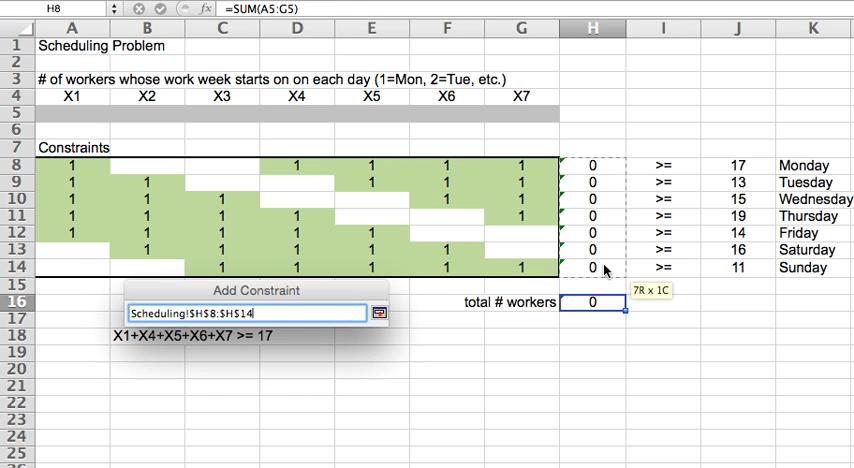 H8 fx =SUM(A5:G5)
A B C D E F G H I J K
1 Scheduling Problem
2
3 # of workers whose work week starts on on each day (1=Mon, 2=Tue, etc.)
4 X1 X2 X3 X4 X5 X6 X7
5
6
7 Constraints
8 1 1 1 1 1 0 >= 17 Monday
9 1 1 1 1 1 0 >= 13 Tuesday
10 1 1 1 1 1 0 >= 15 Wednesday
11 1 1 1 1 1 0 >= 19 Thursday
12 1 1 1 1 1 0 >= 14 Friday
13 1 1 1 1 1 0 >= 16 Saturday
14 1 1 1 1 1 0 >= 11 Sunday
15 Add Constraint 7R x 1C
16 Scheduling!$H$8:$H$14 total # workers 0
17
18 X1+X4+X5+X6+X7 >= 17
19
20
21
22
23
24
25